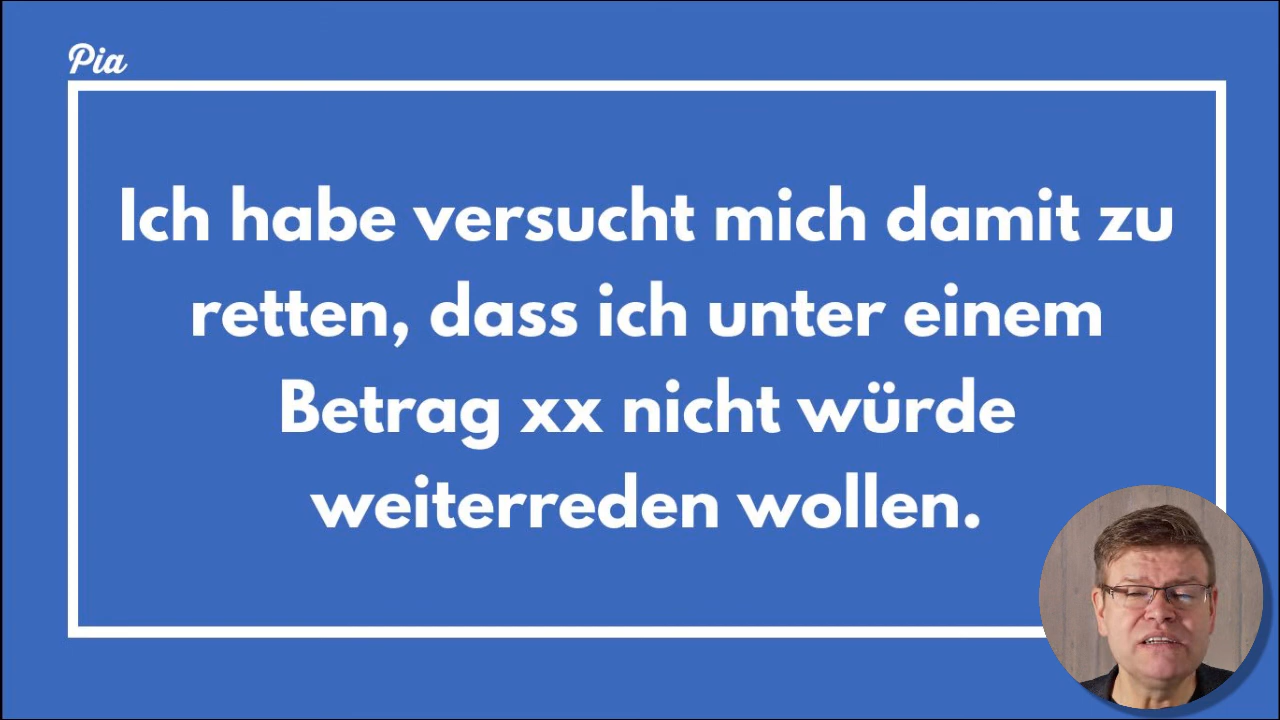 Pia
Ich habe versucht mich damit zu
retten, dass ich unter einem
Betrag xx nicht würde
weiterreden wollen.